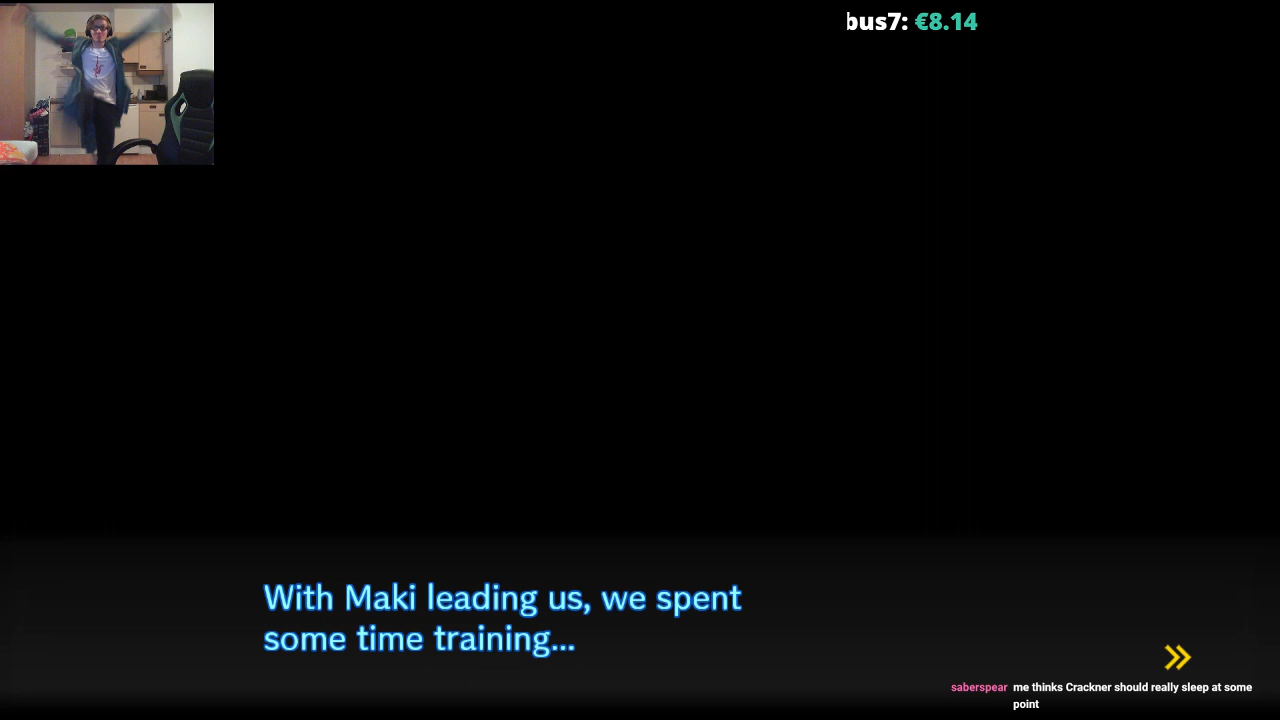 bus7: €8.14
With Maki leading us, we spent
some time training...
saberspear me thinks Crackner should really sleep at some
point